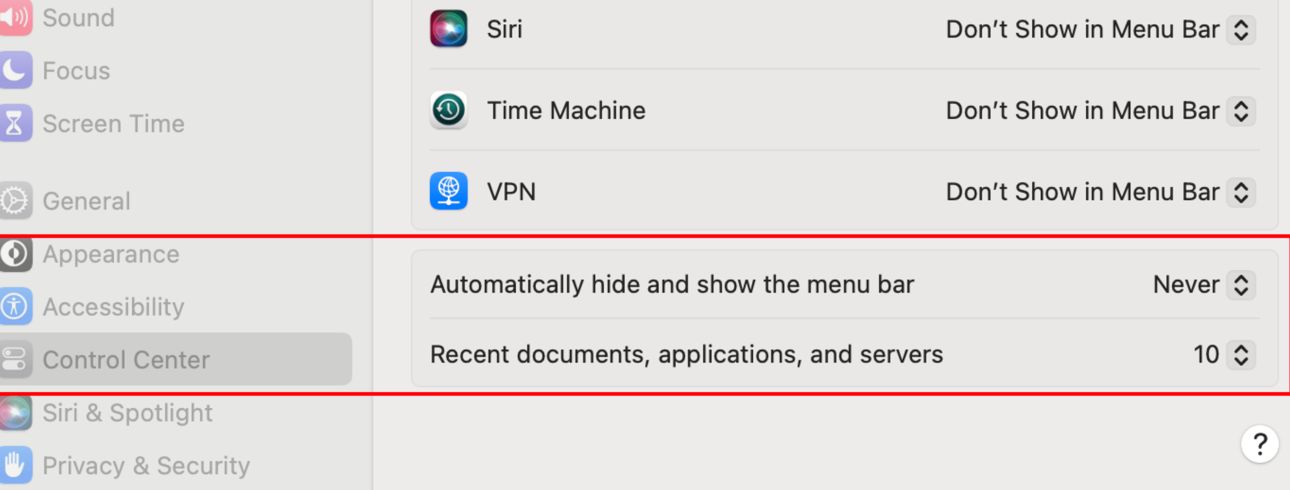 Sound
Focus
Screen Time
General
Appearance
Accessibility
Control Center
Siri & Spotlight
Privacy & Security
Siri Don’t Show in Menu Bar
Time Machine Don’t Show in Menu Bar
VPN Don’t Show in Menu Bar
Automatically hide and show the menu bar Never
Recent documents, applications, and servers 10
?